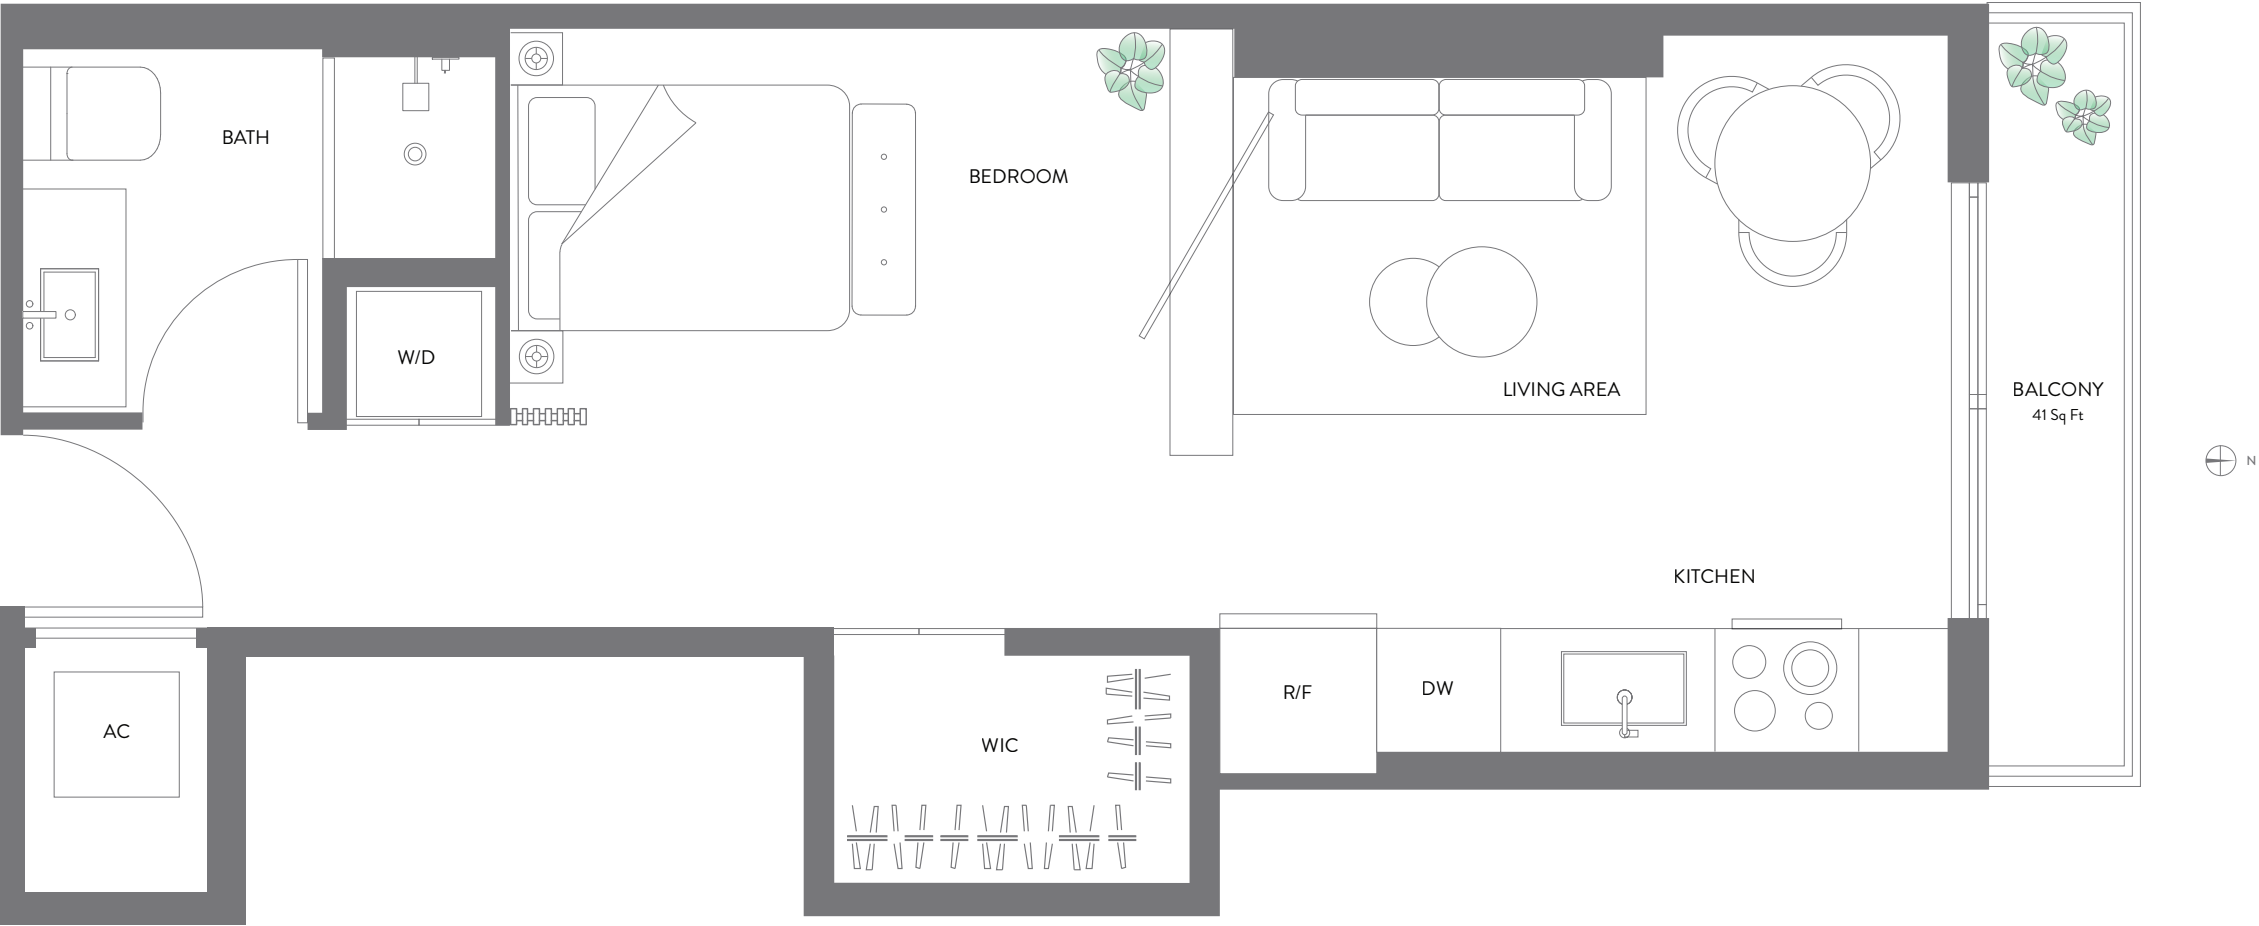 BATH
BEDROOM
W/D
LIVING AREA
BALCONY
41 Sq Ft
N
KITCHEN
R/F
DW
AC
WIC